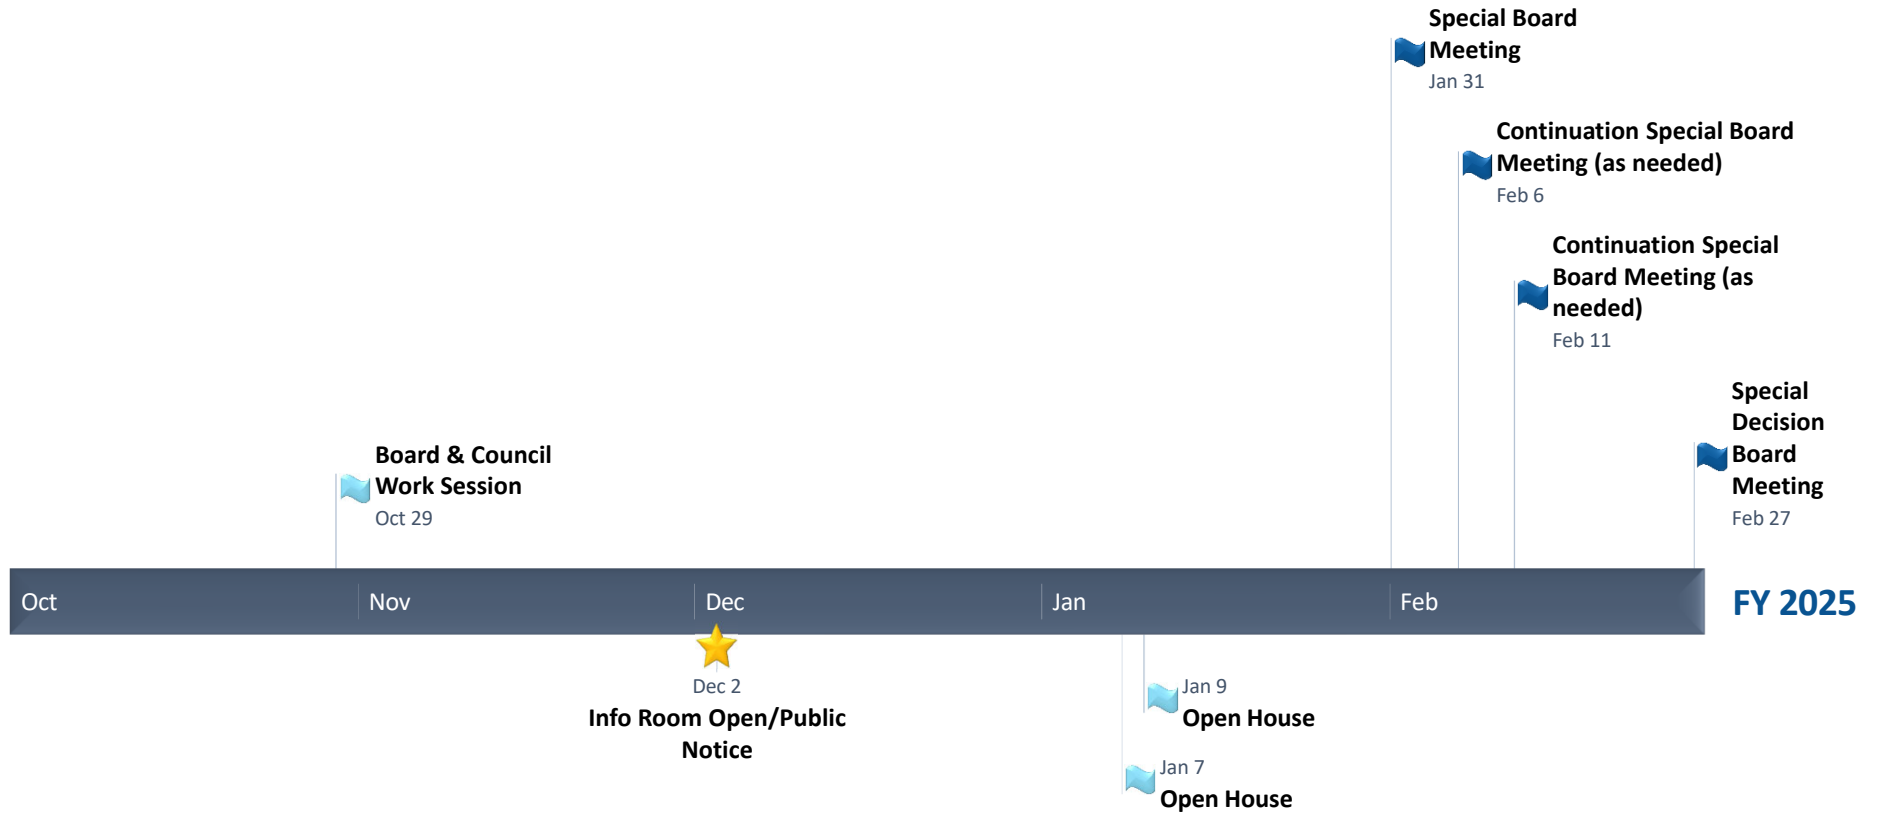 Special Board
Meeting
Jan 31
Continuation Special Board
Meeting (as needed)
Feb 6
Continuation Special
Board Meeting (as
needed)
Feb 11
Special
Decision
Board
Meeting
Feb 27
Board & Council
Work Session
Oct 29
Oct
Nov
Dec
Jan
Feb
FY 2025
Dec 2
Info Room Open/Public
Notice
Jan 9
Open House
Jan 7
Open House